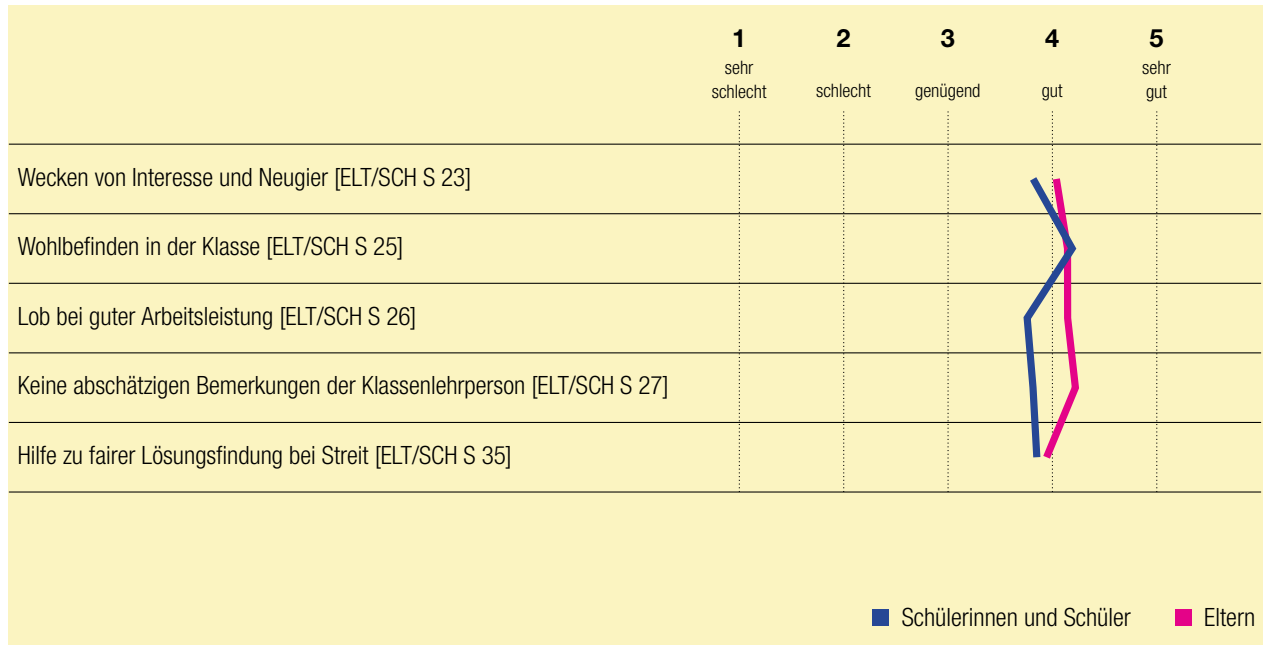 1 2 3 4 5
sehr schlecht schlecht genügend gut sehr gut
Wecken von Interesse und Neugier [ELT/SCH S 23]
Wohlbefinden in der Klasse [ELT/SCH S 25]
Lob bei guter Arbeitsleistung [ELT/SCH S 26]
Keine abschätzigen Bemerkungen der Klassenlehrperson [ELT/SCH S 27]
Hilfe zu fairer Lösungsfindung bei Streit [ELT/SCH S 35]
Schülerinnen und Schüler Eltern